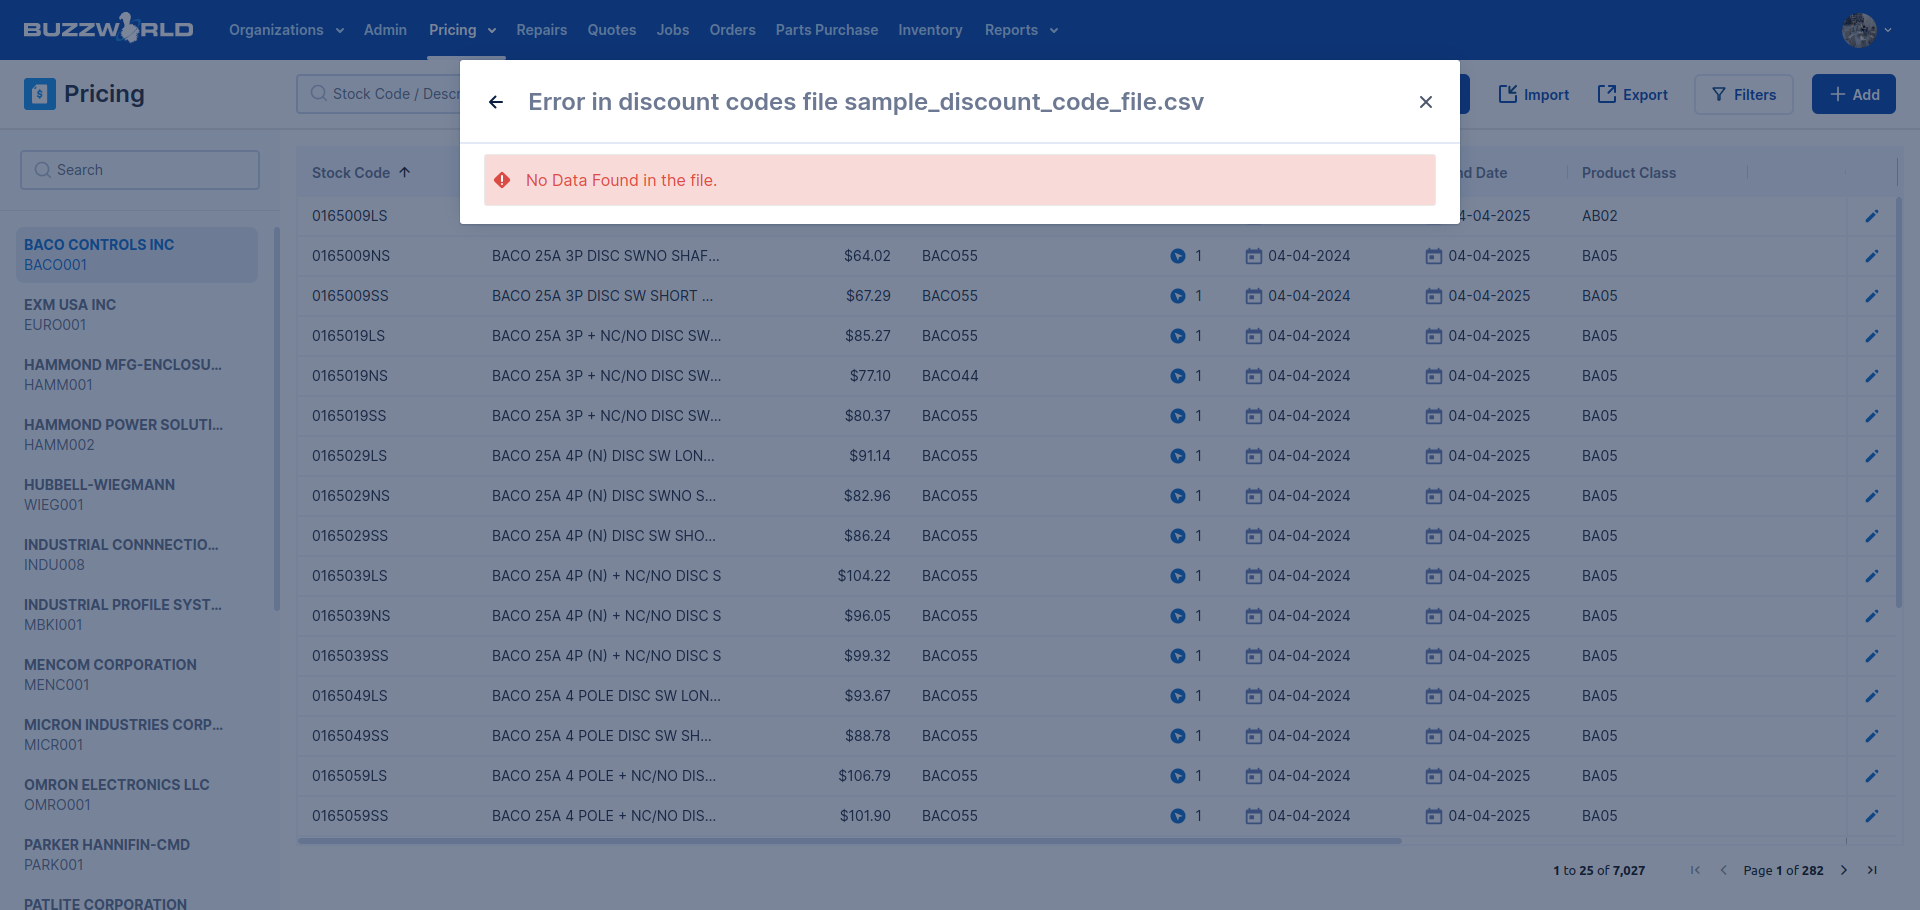 BUZZWORLD
Organizations Admin Pricing Repairs Quotes Jobs Orders Parts Purchase Inventory Reports
Pricing
Stock Code / Descr
Import Export Filters Add
Error in discount codes file sample_discount_code_file.csv
No Data Found in the file.
Search
BACO CONTROLS INC
BACO001
EXM USA INC
EURO001
HAMMOND MFG-ENCLOSU...
HAMM001
HAMMOND POWER SOLUTI...
HAMM002
HUBBELL-WIEGMANN
WIEG001
INDUSTRIAL CONNNECTIO...
INDU008
INDUSTRIAL PROFILE SYST...
MBKI001
MENCOM CORPORATION
MENC001
MICRON INDUSTRIES CORP...
MICR001
OMRON ELECTRONICS LLC
OMRO001
PARKER HANNIFIN-CMD
PARK001
PATLITE CORPORATION
Stock Code nd Date Product Class
0165009LS 4-04-2025 AB02
0165009NS BACO 25A 3P DISC SWNO SHAF... $64.02 BACO55 1 04-04-2024 04-04-2025 BA05
0165009SS BACO 25A 3P DISC SW SHORT ... $67.29 BACO55 1 04-04-2024 04-04-2025 BA05
0165019LS BACO 25A 3P + NC/NO DISC SW... $85.27 BACO55 1 04-04-2024 04-04-2025 BA05
0165019NS BACO 25A 3P + NC/NO DISC SW... $77.10 BACO44 1 04-04-2024 04-04-2025 BA05
0165019SS BACO 25A 3P + NC/NO DISC SW... $80.37 BACO55 1 04-04-2024 04-04-2025 BA05
0165029LS BACO 25A 4P (N) DISC SW LON... $91.14 BACO55 1 04-04-2024 04-04-2025 BA05
0165029NS BACO 25A 4P (N) DISC SWNO S... $82.96 BACO55 1 04-04-2024 04-04-2025 BA05
0165029SS BACO 25A 4P (N) DISC SW SHO... $86.24 BACO55 1 04-04-2024 04-04-2025 BA05
0165039LS BACO 25A 4P (N) + NC/NO DISC S $104.22 BACO55 1 04-04-2024 04-04-2025 BA05
0165039NS BACO 25A 4P (N) + NC/NO DISC S $96.05 BACO55 1 04-04-2024 04-04-2025 BA05
0165039SS BACO 25A 4P (N) + NC/NO DISC S $99.32 BACO55 1 04-04-2024 04-04-2025 BA05
0165049LS BACO 25A 4 POLE DISC SW LON... $93.67 BACO55 1 04-04-2024 04-04-2025 BA05
0165049SS BACO 25A 4 POLE DISC SW SH... $88.78 BACO55 1 04-04-2024 04-04-2025 BA05
0165059LS BACO 25A 4 POLE + NC/NO DIS... $106.79 BACO55 1 04-04-2024 04-04-2025 BA05
0165059SS BACO 25A 4 POLE + NC/NO DIS... $101.90 BACO55 1 04-04-2024 04-04-2025 BA05
1 to 25 of 7,027 Page 1 of 282